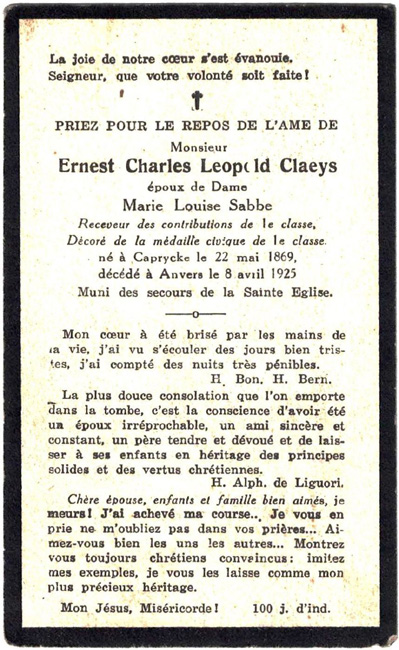 La joie de notre cœur s'est évanouie.
Seigneur, que votre volonté soit faite!
PRIEZ POUR LE REPOS DE L'AME DE
Monsieur
Ernest Charles Leopold Claeys
époux de Dame
Marie Louise Sabbe
Receveur des contributions de 1e classe,
Décoré de la médaille civique de 1e classe
né à Caprycke le 22 mai 1869,
décédé à Anvers le 8 avril 1925
Muni des secours de la Sainte Eglise.
Mon cœur à été brisé par les mains de
la vie, j'ai vu s'écouler des jours bien tris-
tes, j'ai compté des nuits très pénibles.
H. Bon. H. Bern.
La plus douce consolation que l'on emporte
dans la tombe, c'est la conscience d'avoir été
un époux irréprochable, un ami sincère et
constant, un père tendre et dévoué et de lais-
ser à ses enfants en héritage des principes
solides et des vertus chrétiennes.
H. Alph. de Liguori.
Chère épouse, enfants et famille bien aimés, je
meurs! J'ai achevé ma course.. Je vous en
prie ne m'oubliez pas dans vos prières... Ai-
mez-vous bien les uns les autres... Montrez
vous toujours chrétiens convaincus: imitez
mes exemples, je vous les laisse comme mon
plus précieux héritage.
Mon Jésus, Miséricorde! 100 j. d'ind.